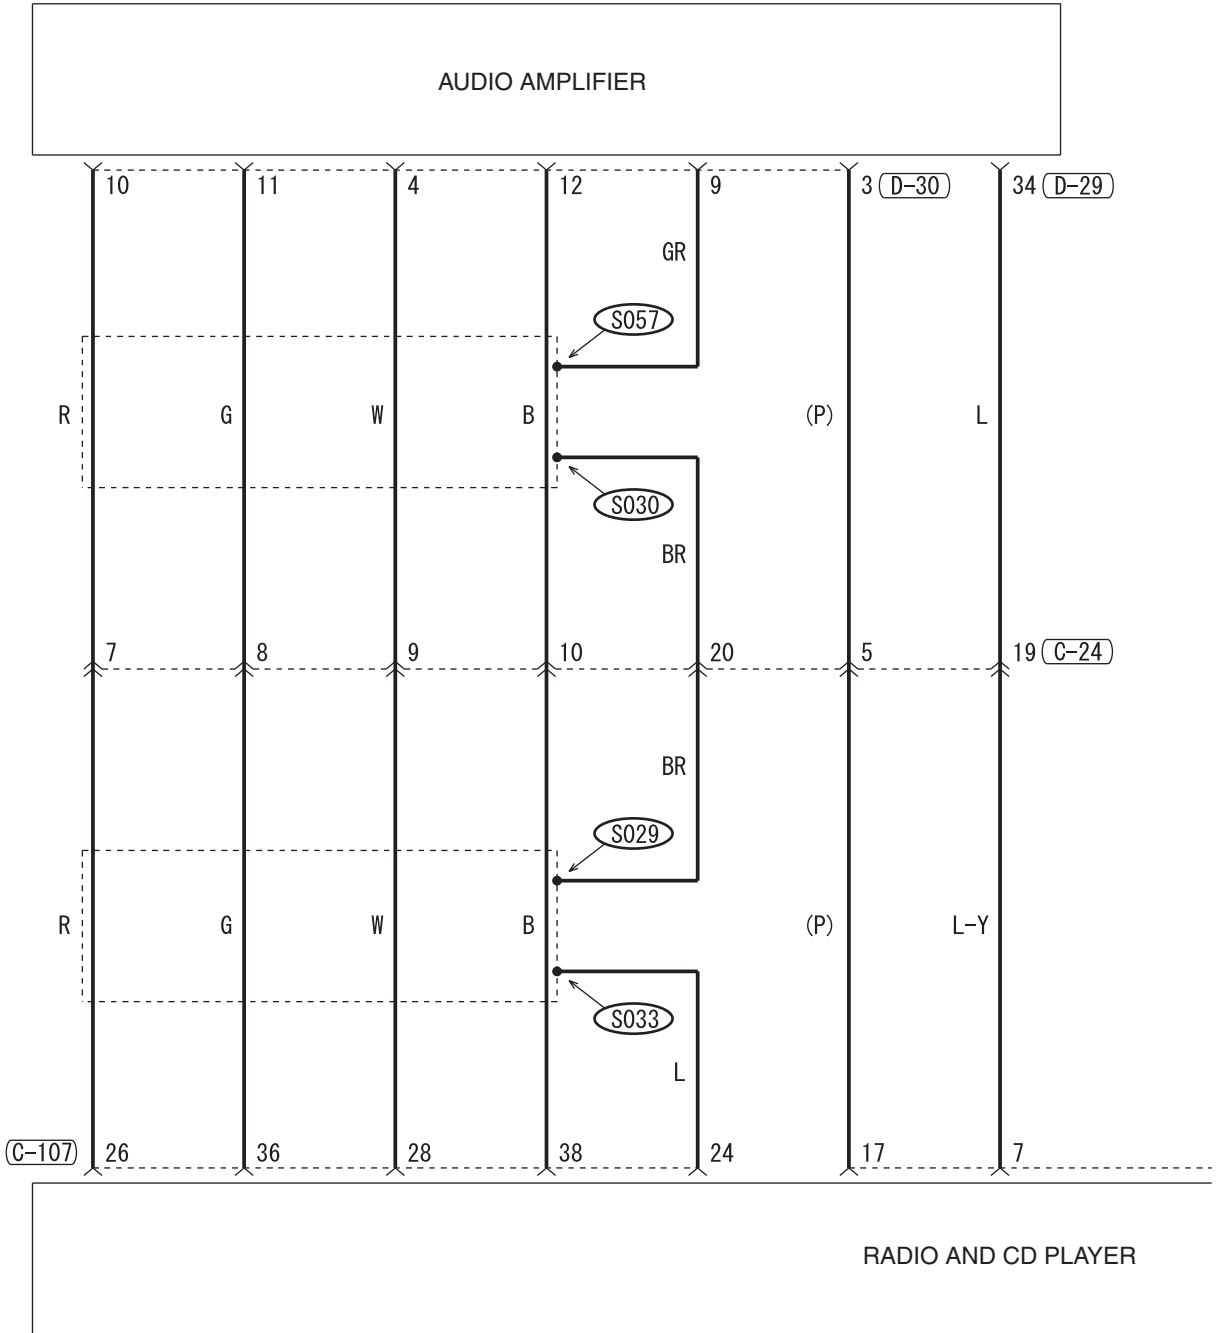 AUDIO AMPLIFIER
10 11 4 12 9 3 D-30 34 D-29
GR
S057
R G W B (P) L
S030
BR
7 8 9 10 20 5 19 C-24
BR
S029
R G W B (P) L-Y
S033
L
C-107 26 36 28 38 24 17 7
RADIO AND CD PLAYER